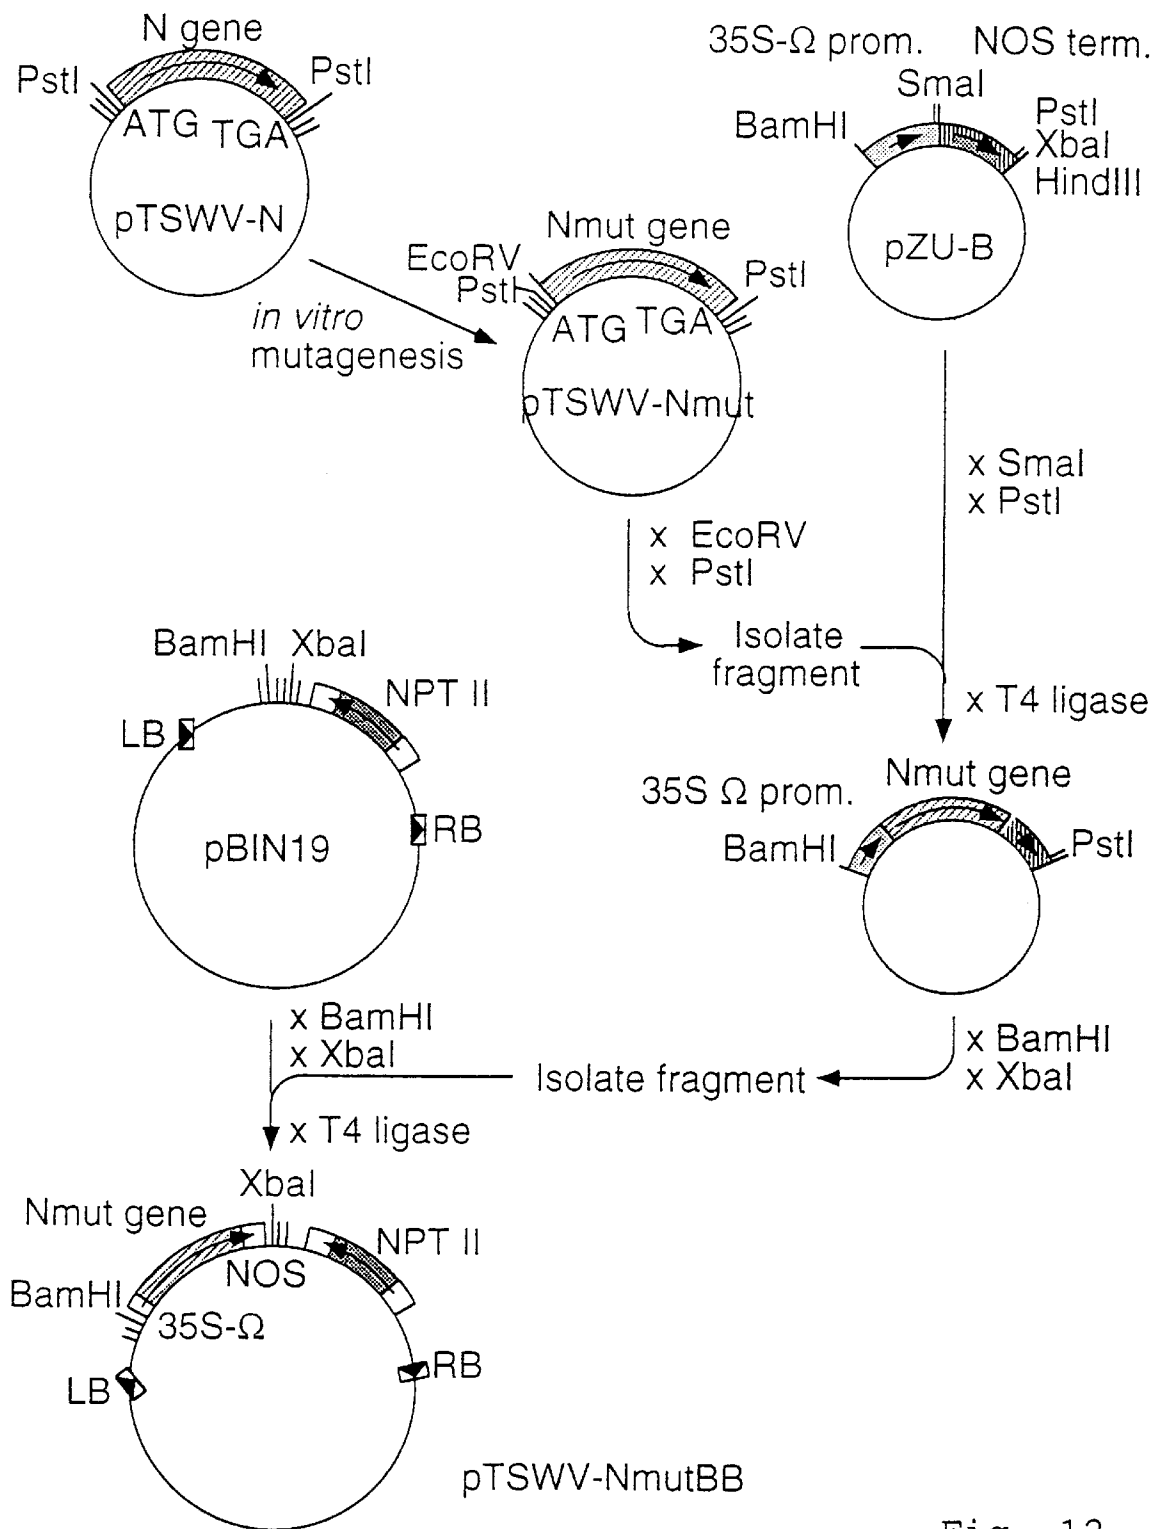 N gene
PstI
PstI
ATG TGA
pTSWV-N
35S-Ω prom. NOS term.
SmaI
BamHI
PstI
XbaI
HindIII
pZU-B
in vitro
mutagenesis
Nmut gene
EcoRV
PstI
PstI
ATG TGA
pTSWV-Nmut
x SmaI
x PstI
x EcoRV
x PstI
Isolate
fragment
x T4 ligase
BamHI XbaI
NPT II
LB
RB
pBIN19
Nmut gene
35S Ω prom.
BamHI
PstI
x BamHI
x XbaI
x BamHI
x XbaI
Isolate fragment
x T4 ligase
XbaI
Nmut gene
NPT II
NOS
BamHI
35S-Ω
LB
RB
pTSWV-NmutBB